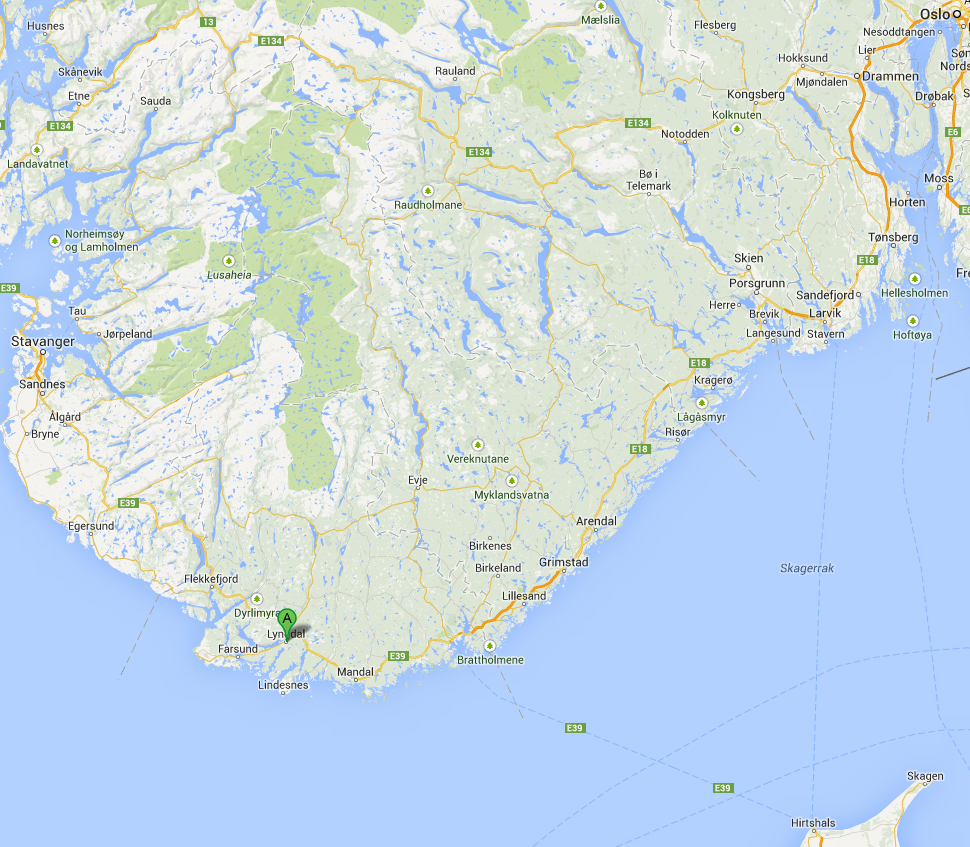 Mælslia
Oslo
Husnes
13
Flesberg
Nesoddtangen
E134
Lier
Hokksund
Skånevik
Rauland
Drammen
Mjøndalen
Etne
Sauda
Kongsberg
Drøbak
Kolknuten
E134
E134
Notodden
E6
Landavatnet
E134
Bø i
Telemark
Moss
Raudholmane
Horten
Norheimsøy
og Lamholmen
Tønsberg
Lusaheia
Skien
E18
E39
Porsgrunn
Sandefjord
Hellesholmen
Tau
Herre
Brevik
Larvik
Jørpeland
Langesund
Stavern
Hoftøya
Stavanger
E18
Sandnes
Kragerø
Ålgård
Lågåsmyr
Bryne
Risør
E18
Vereknutane
Evje
Myklandsvatna
E39
Egersund
Arendal
Birkenes
Grimstad
Birkeland
Skagerrak
Flekkefjord
Lillesand
Dyrlimyra
A
Lyngdal
Farsund
E39
Brattholmene
Mandal
Lindesnes
E39
Skagen
E39
Hirtshals